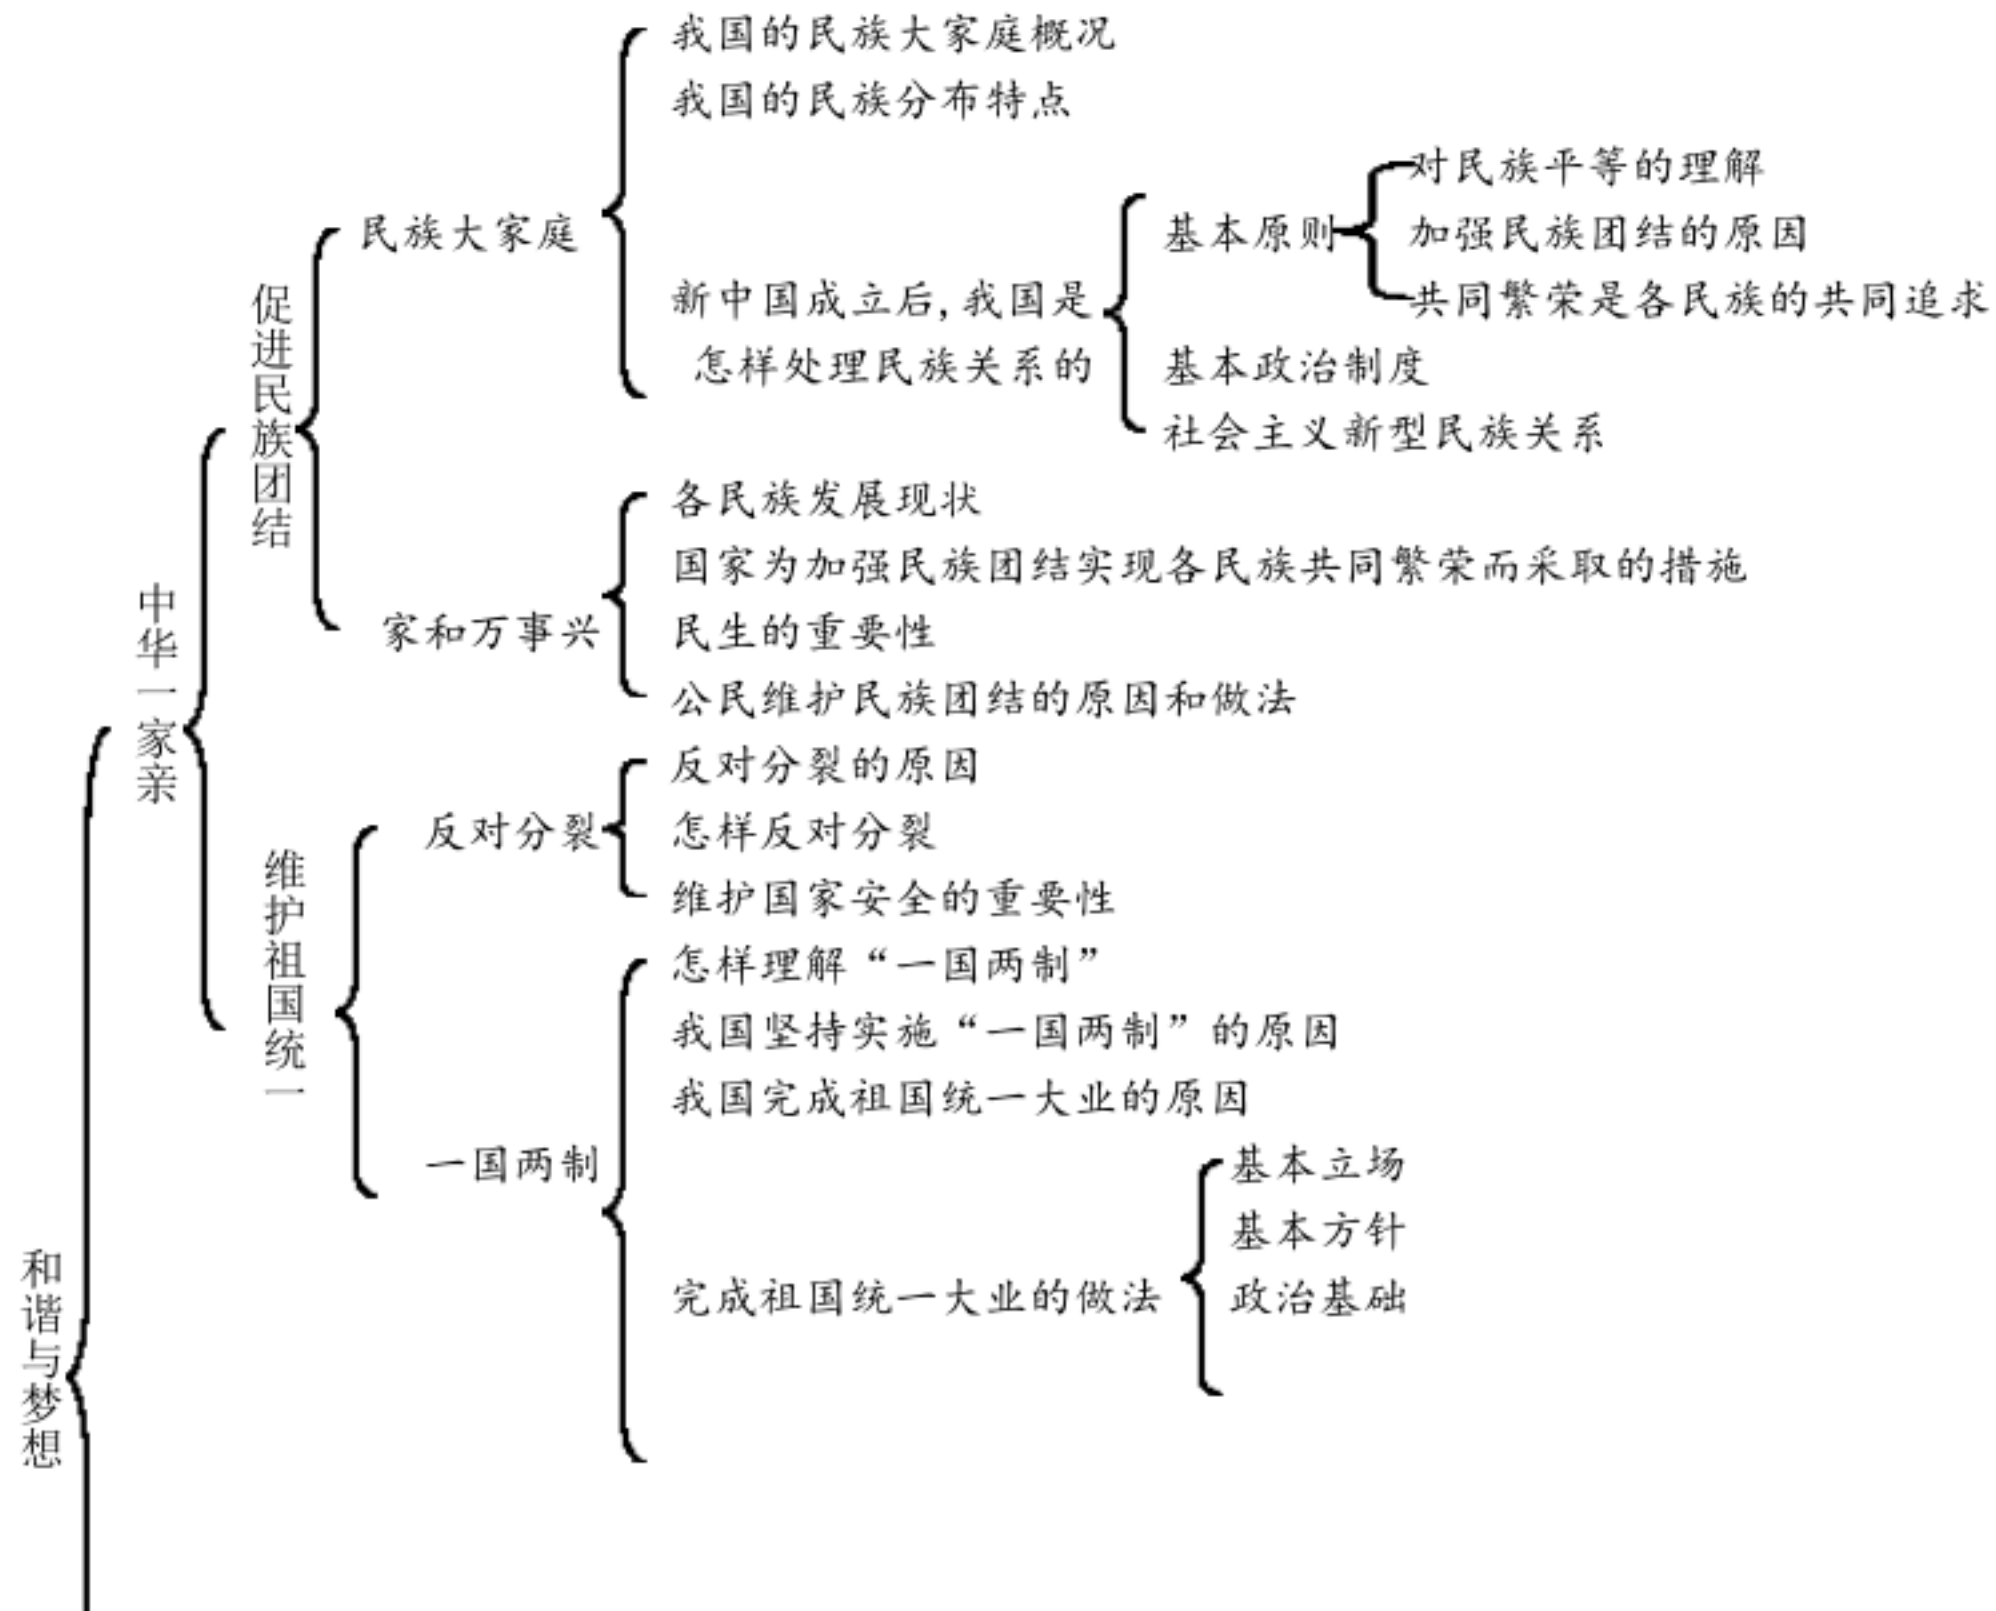 和谐与梦想
中华一家亲
促进民族团结
民族大家庭
我国的民族大家庭概况
我国的民族分布特点
新中国成立后,我国是
怎样处理民族关系的
基本原则
对民族平等的理解
加强民族团结的原因
共同繁荣是各民族的共同追求
基本政治制度
社会主义新型民族关系
家和万事兴
各民族发展现状
国家为加强民族团结实现各民族共同繁荣而采取的措施
民生的重要性
公民维护民族团结的原因和做法
维护祖国统一
反对分裂
反对分裂的原因
怎样反对分裂
维护国家安全的重要性
一国两制
怎样理解“一国两制”
我国坚持实施“一国两制”的原因
我国完成祖国统一大业的原因
完成祖国统一大业的做法
基本立场
基本方针
政治基础